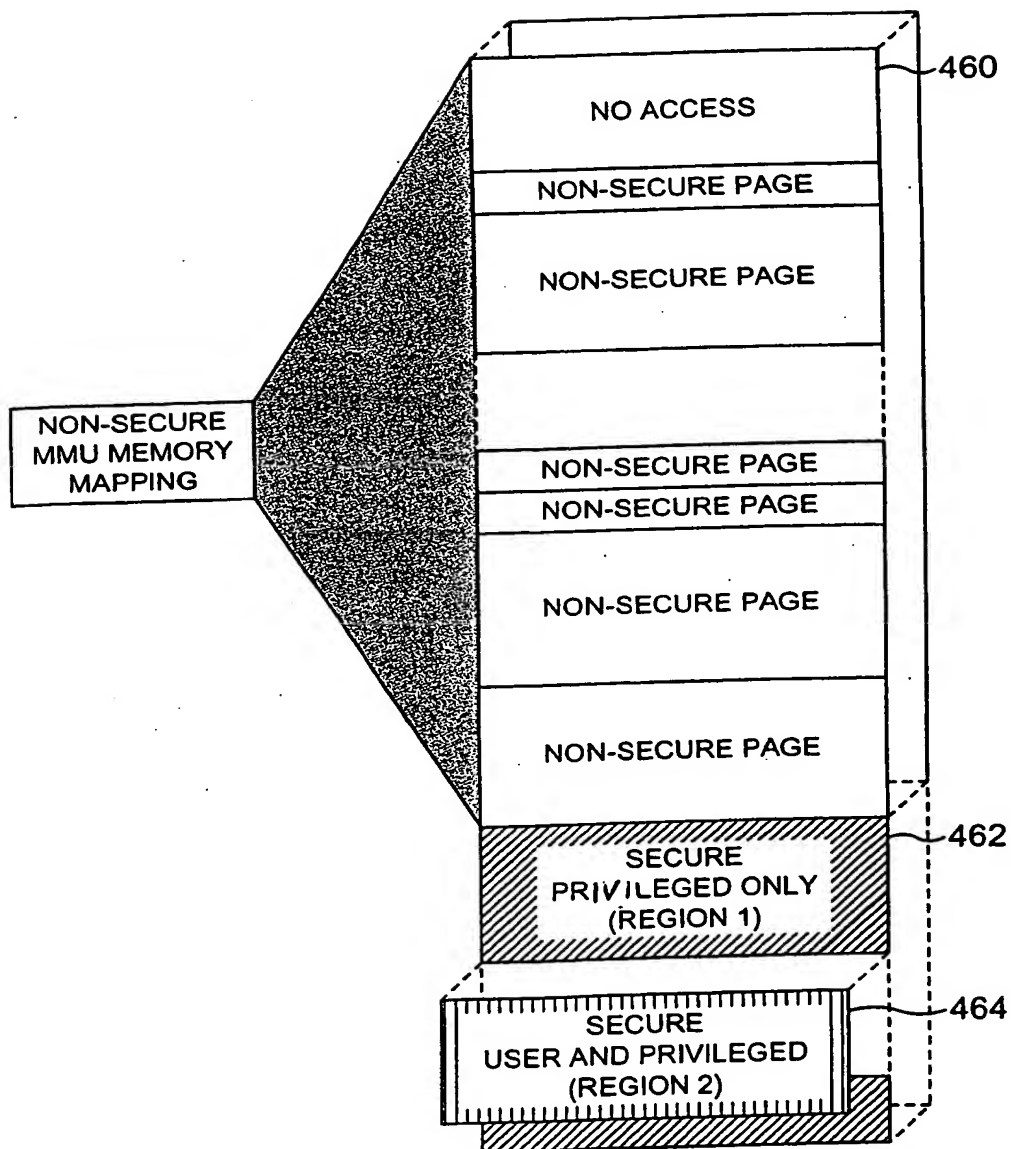 460
NO ACCESS
NON-SECURE PAGE
NON-SECURE PAGE
NON-SECURE
MMU MEMORY
MAPPING
NON-SECURE PAGE
NON-SECURE PAGE
NON-SECURE PAGE
NON-SECURE PAGE
462
SECURE
PRIVILEGED ONLY
(REGION 1)
464
SECURE
USER AND PRIVILEGED
(REGION 2)